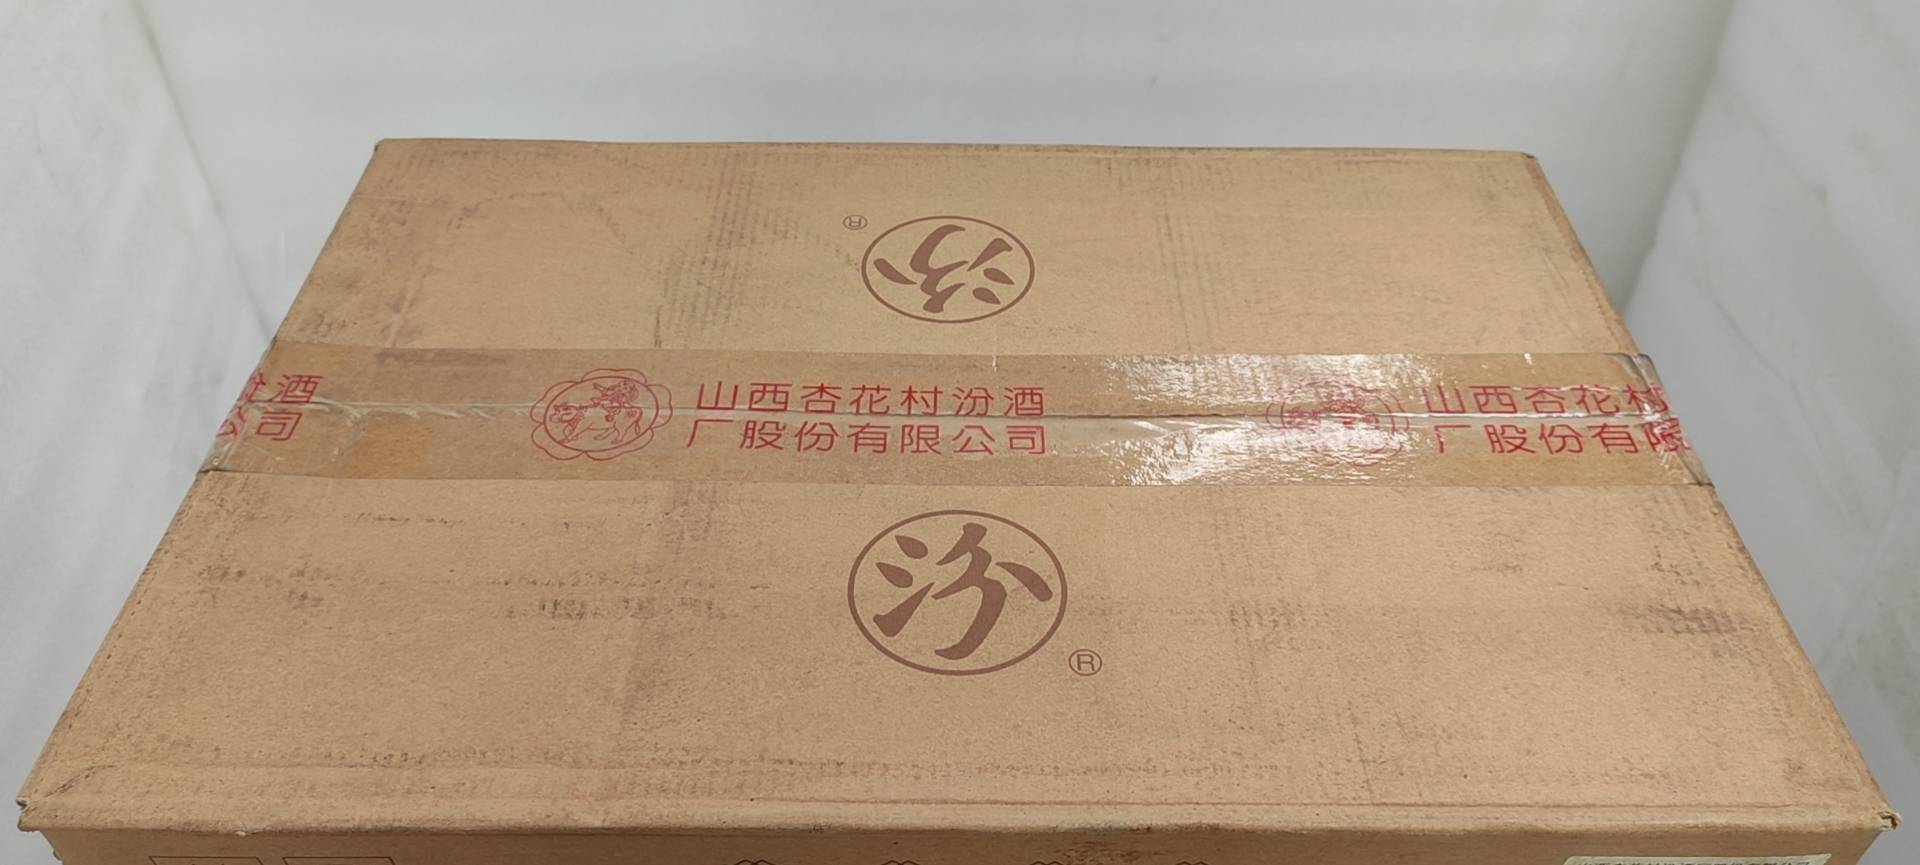 汾
®
酒
公司
山西杏花村汾酒
厂股份有限公司
山西杏花村
厂股份有限
汾
®